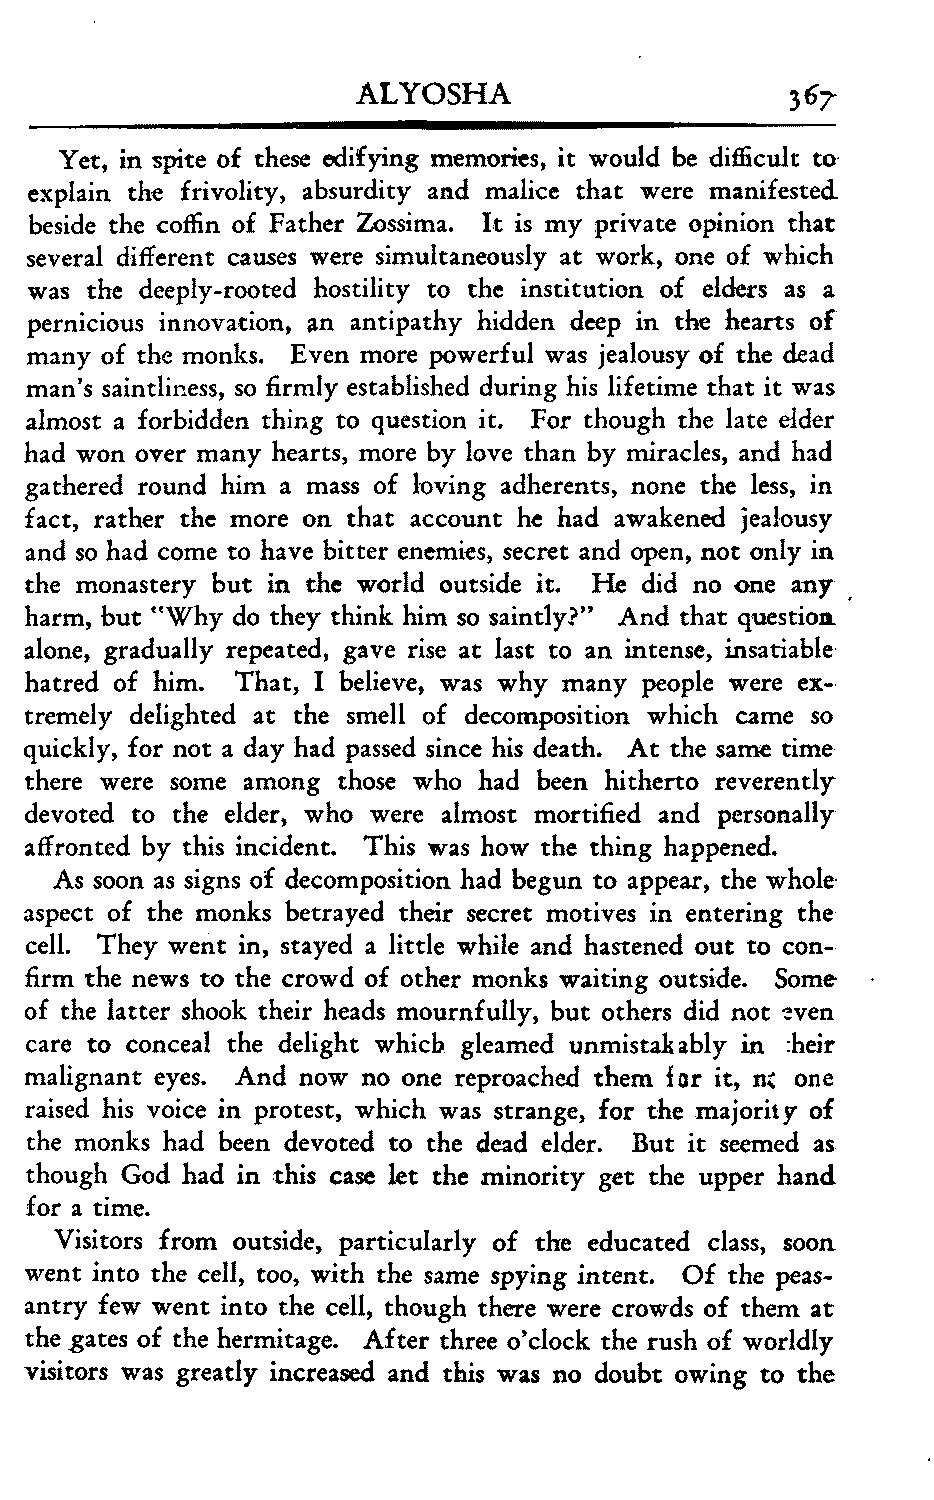 ALYOSHA 367
Yet, in spite of these edifying memories, it would be difficult to
explain the frivolity, absurdity and malice that were manifested
beside the coffin of Father Zossima. It is my private opinion that
several different causes were simultaneously at work, one of which
was the deeply-rooted hostility to the institution of elders as a
pernicious innovation, an antipathy hidden deep in the hearts of
many of the monks. Even more powerful was jealousy of the dead
man's saintliness, so firmly established during his lifetime that it was
almost a forbidden thing to question it. For though the late elder
had won over many hearts, more by love than by miracles, and had
gathered round him a mass of loving adherents, none the less, in
fact, rather the more on that account he had awakened jealousy
and so had come to have bitter enemies, secret and open, not only in
the monastery but in the world outside it. He did no one any
harm, but "Why do they think him so saintly?" And that question
alone, gradually repeated, gave rise at last to an intense, insatiable
hatred of him. That, I believe, was why many people were ex-
tremely delighted at the smell of decomposition which came so
quickly, for not a day had passed since his death. At the same time
there were some among those who had been hitherto reverently
devoted to the elder, who were almost mortified and personally
affronted by this incident. This was how the thing happened.
As soon as signs of decomposition had begun to appear, the whole
aspect of the monks betrayed their secret motives in entering the
cell. They went in, stayed a little while and hastened out to con-
firm the news to the crowd of other monks waiting outside. Some
of the latter shook their heads mournfully, but others did not even
care to conceal the delight which gleamed unmistakably in their
malignant eyes. And now no one reproached them for it, no one
raised his voice in protest, which was strange, for the majority of
the monks had been devoted to the dead elder. But it seemed as
though God had in this case let the minority get the upper hand
for a time.
Visitors from outside, particularly of the educated class, soon
went into the cell, too, with the same spying intent. Of the peas-
antry few went into the cell, though there were crowds of them at
the gates of the hermitage. After three o'clock the rush of worldly
visitors was greatly increased and this was no doubt owing to the